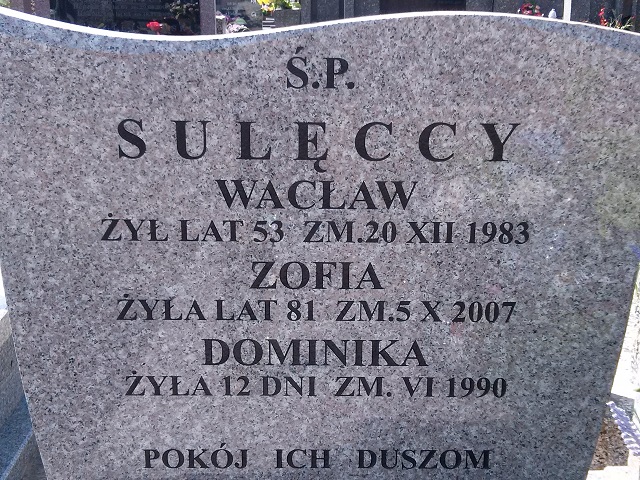 Ś.P.
SULĘCCY
WACŁAW
ŻYŁ LAT 53 ZM.20 XII 1983
ZOFIA
ŻYŁA LAT 81 ZM.5 X 2007
DOMINIKA
ŻYŁA 12 DNI ZM. VI 1990
POKÓJ ICH DUSZOM